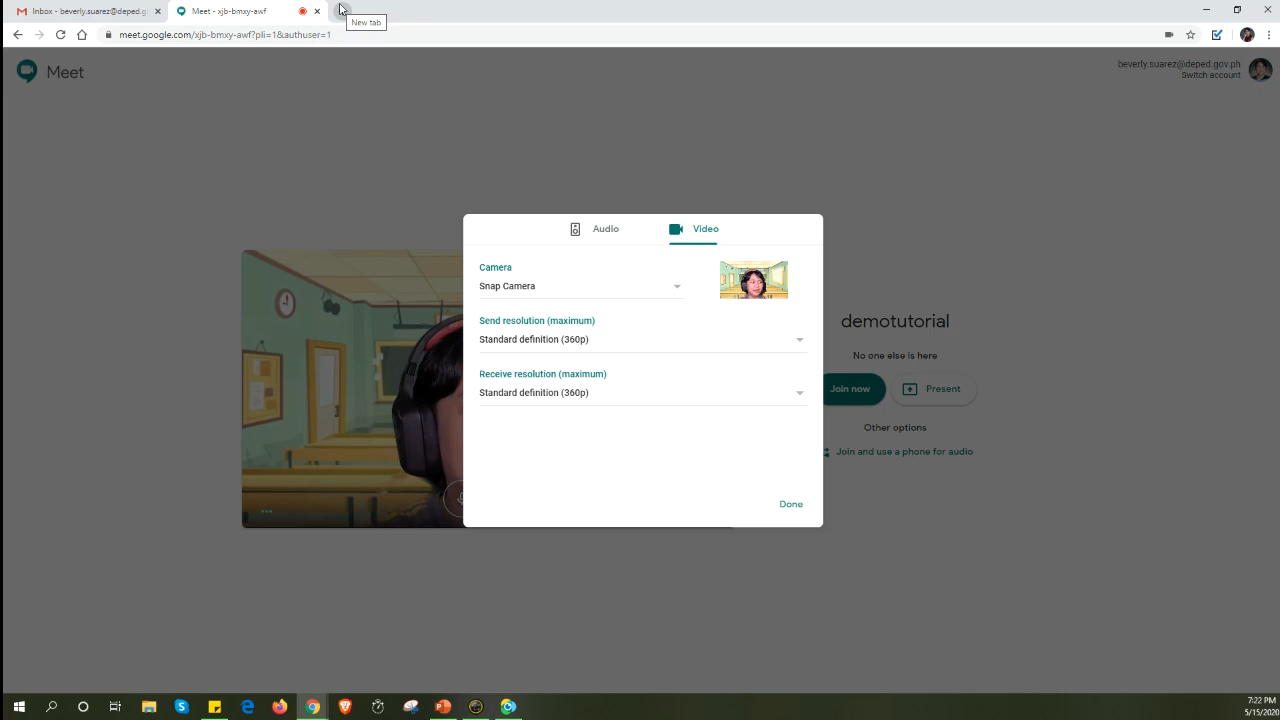 Inbox - beverly.suarez@deped.g
Meet - xjb-bmxy-awf
New tab
meet.google.com/xjb-bmxy-awf?pli=1&authuser=1
Meet
beverly.suarez@deped.gov.ph
Switch account
Audio
Video
Camera
Snap Camera
Send resolution (maximum)
Standard definition (360p)
Receive resolution (maximum)
Standard definition (360p)
Done
demotutorial
No one else is here
Join now
Present
Other options
Join and use a phone for audio
7:22 PM
5/15/2020